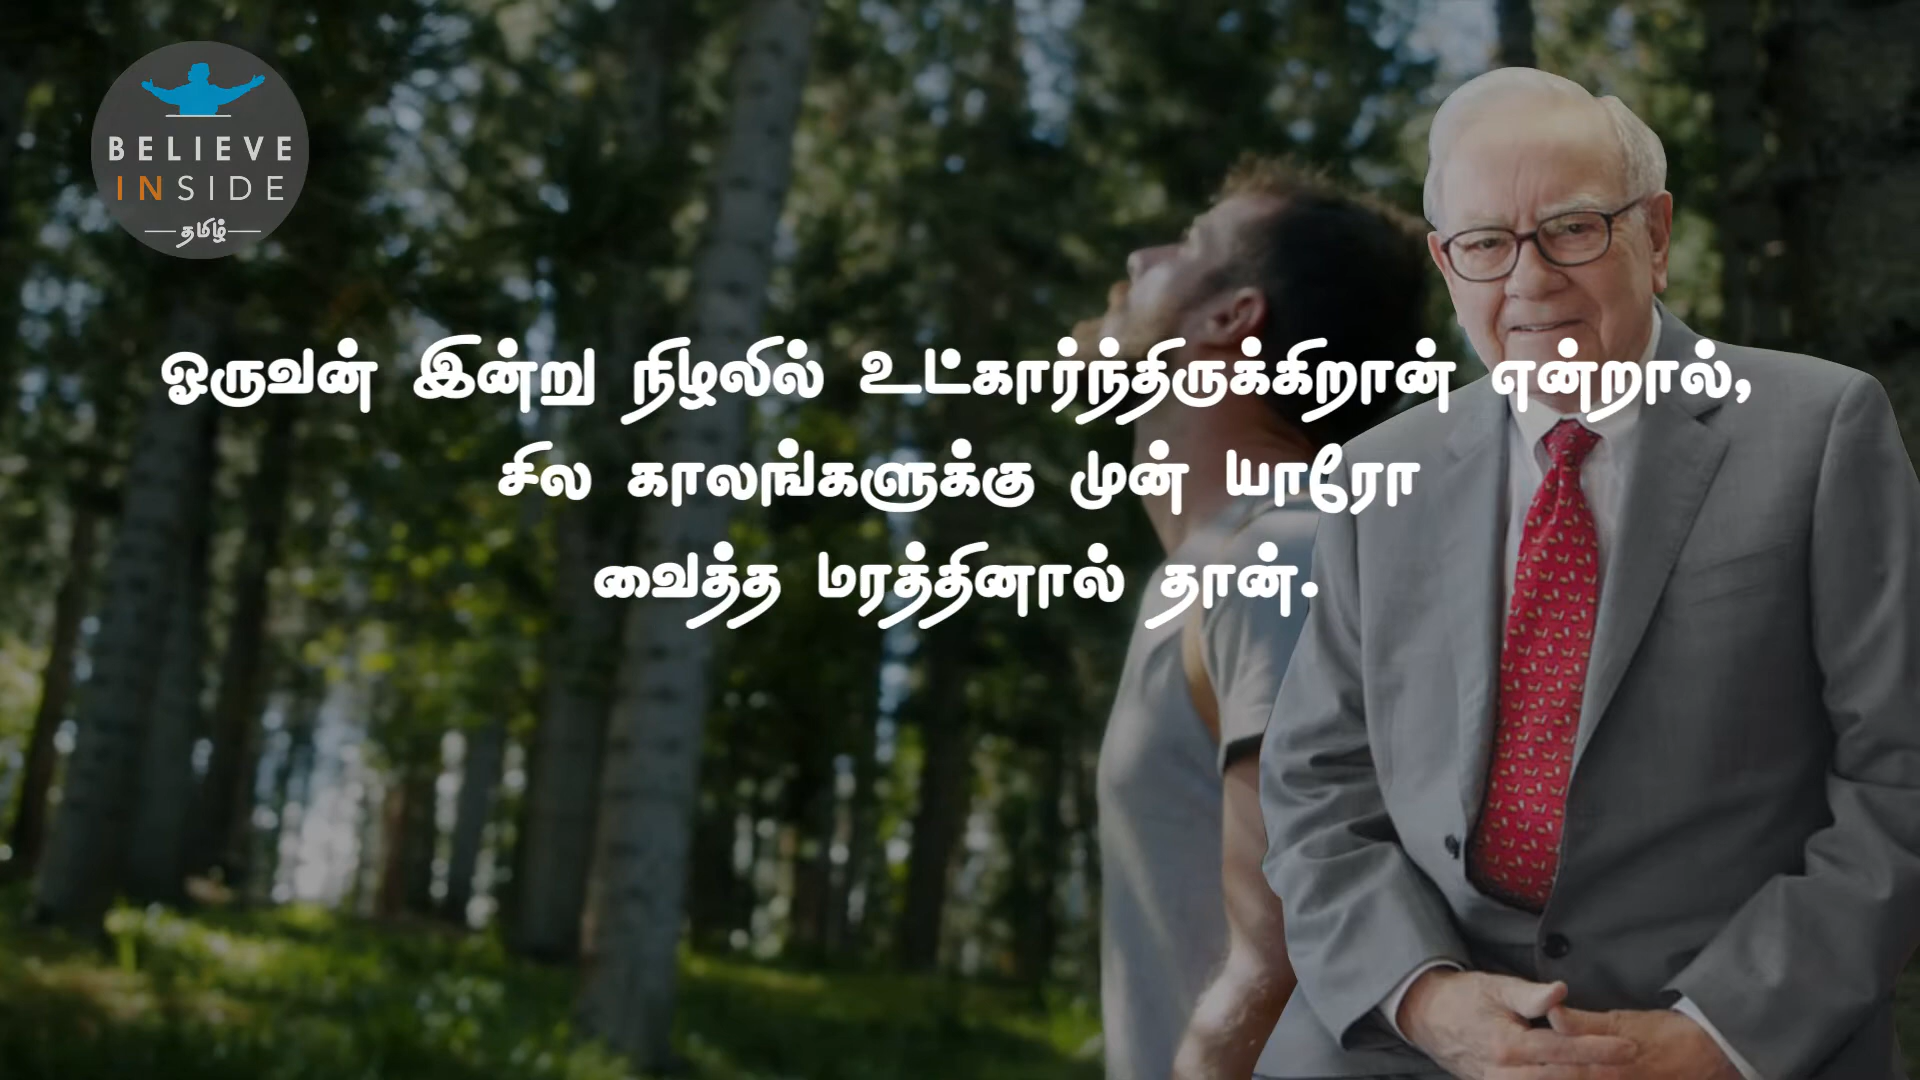 BELIEVE
INSIDE
தமிழ்
ஒருவன் இன்று நிழலில் உட்கார்ந்திருக்கிறான் என்றால்,
சில காலங்களுக்கு முன் யாரோ
வைத்த மரத்தினால் தான்.